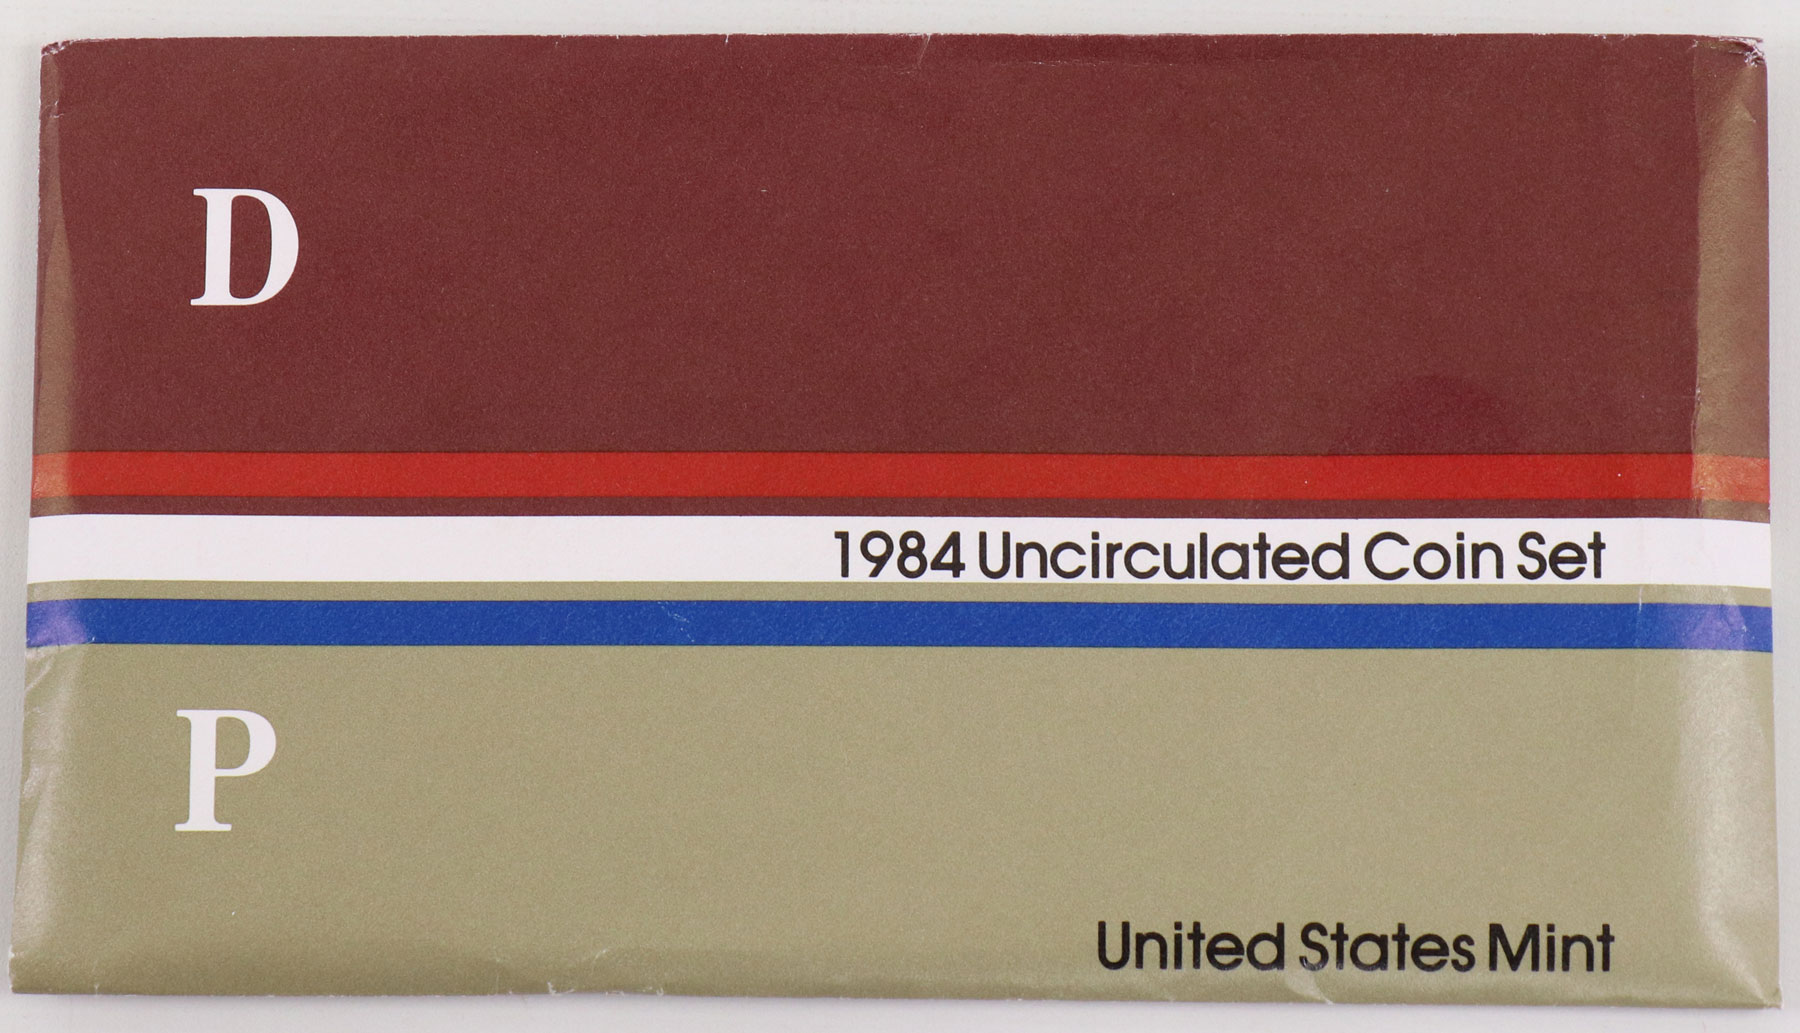 D
1984 Uncirculated Coin Set
P
United States Mint